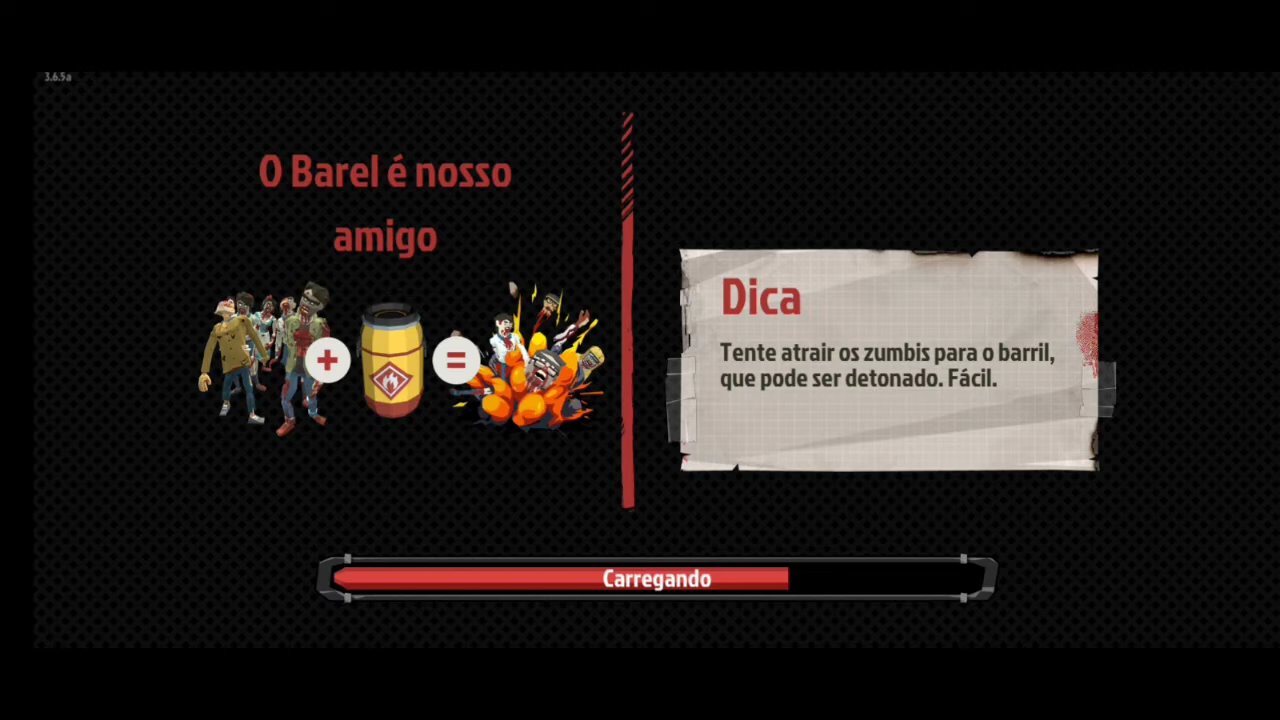 3.6.5a
O Barel é nosso
amigo
Dica
Tente atrair os zumbis para o barril,
que pode ser detonado. Fácil.
Carregando